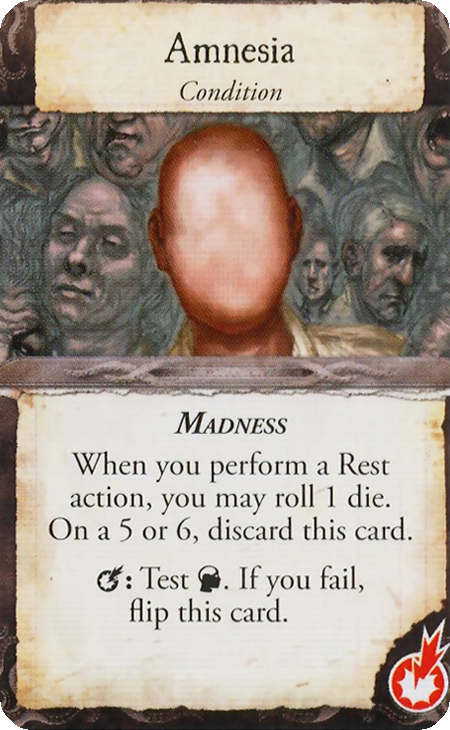 Amnesia
Condition
MADNESS
When you perform a Rest
action, you may roll 1 die.
On a 5 or 6, discard this card.
: Test . If you fail,
flip this card.